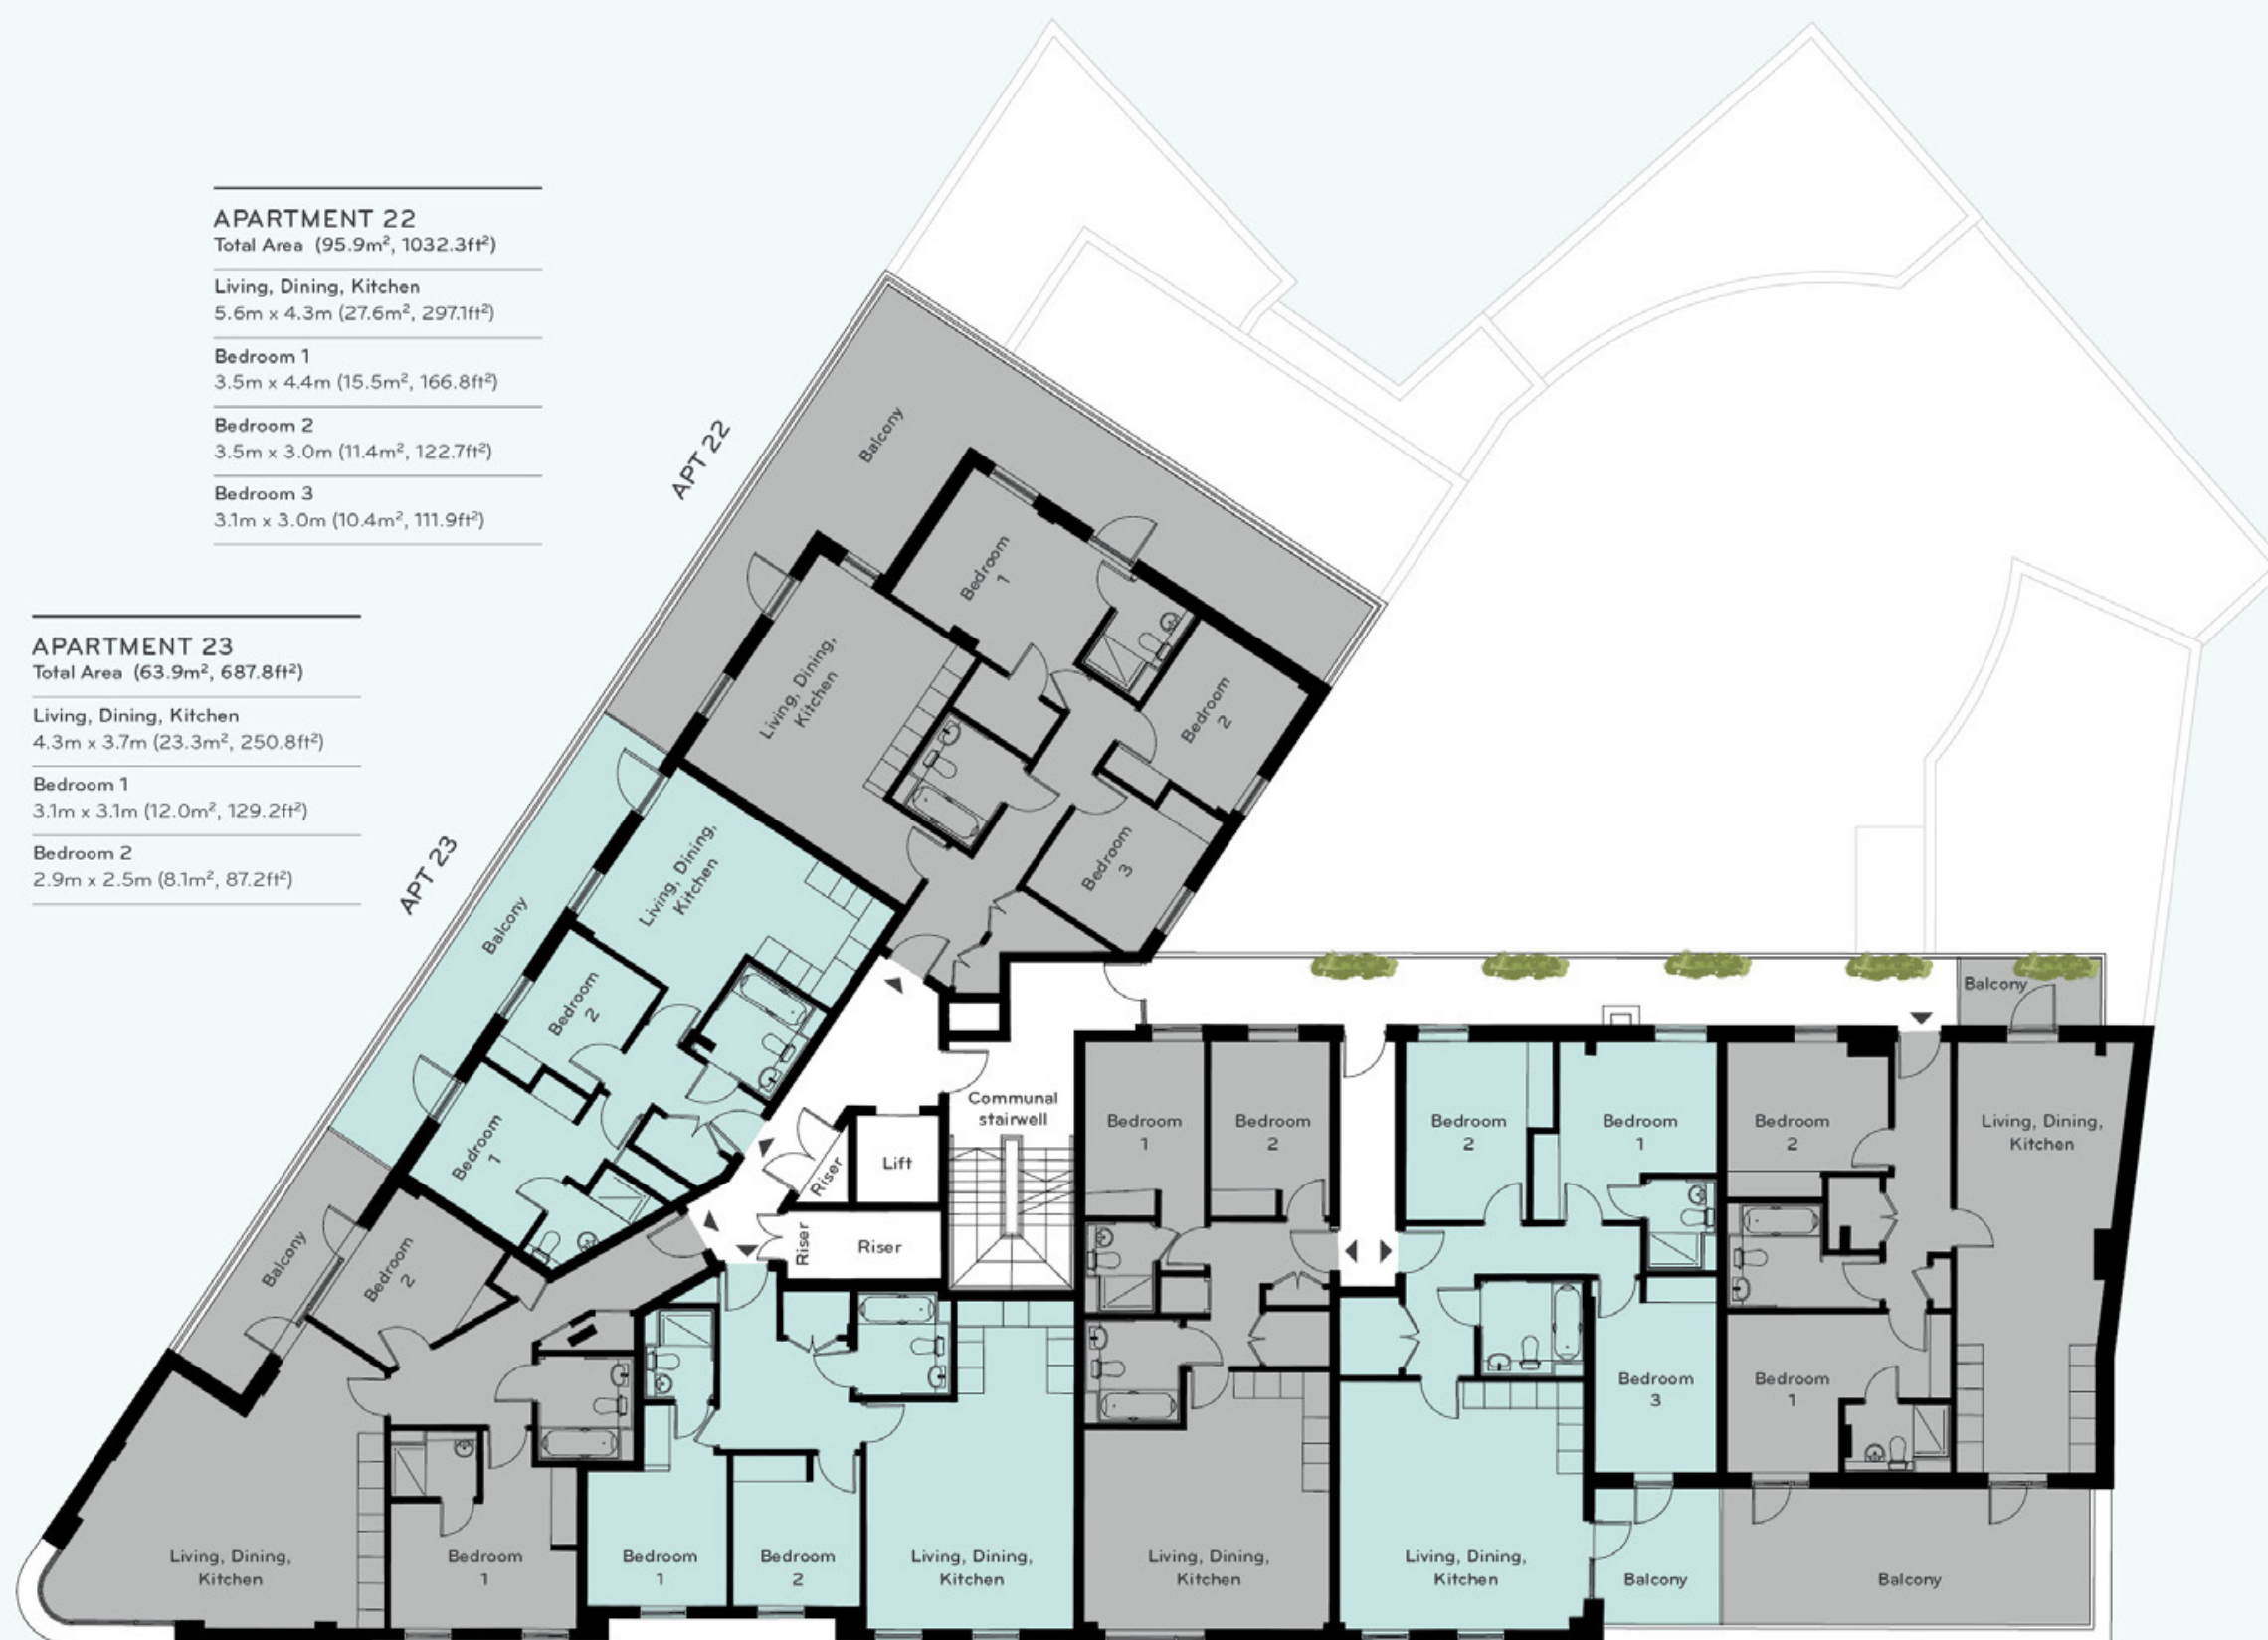 APARTMENT 22
Total Area (95.9m², 1032.3ft²)
Living, Dining, Kitchen
5.6m x 4.3m (27.6m², 297.1ft²)
Bedroom 1
3.5m x 4.4m (15.5m², 166.8ft²)
Bedroom 2
3.5m x 3.0m (11.4m², 122.7ft²)
Bedroom 3
3.1m x 3.0m (10.4m², 111.9ft²)
APARTMENT 23
Total Area (63.9m², 687.8ft²)
Living, Dining, Kitchen
4.3m x 3.7m (23.3m², 250.8ft²)
Bedroom 1
3.1m x 3.1m (12.0m², 129.2ft²)
Bedroom 2
2.9m x 2.5m (8.1m², 87.2ft²)
APT 22
Balcony
Bedroom
1
Living, Dining,
Kitchen
Bedroom
2
Bedroom
3
APT 23
Balcony
Living, Dining,
Kitchen
Bedroom
2
Bedroom
1
Balcony
Bedroom
2
Living, Dining,
Kitchen
Bedroom
1
Riser
Lift
Riser
Riser
Communal
stairwell
Bedroom
1
Bedroom
2
Living, Dining,
Kitchen
Bedroom
1
Bedroom
2
Living, Dining,
Kitchen
Bedroom
2
Bedroom
1
Bedroom
3
Living, Dining,
Kitchen
Balcony
Balcony
Bedroom
2
Living, Dining,
Kitchen
Bedroom
1
Balcony